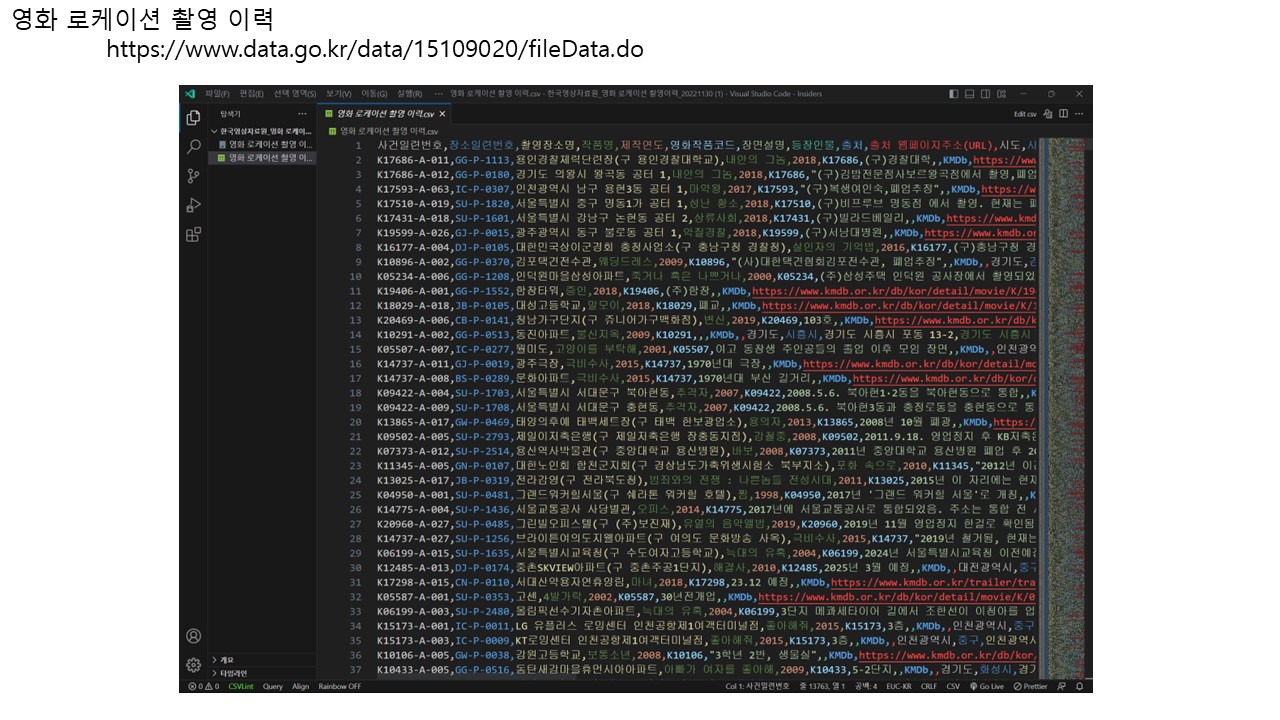 영화 로케이션 촬영 이력
https://www.data.go.kr/data/15109020/fileData.do
파일(F) 편집(E) 선택 영역(S) 보기(V) 이동(G) 실행(R) ··· 영화 로케이션 촬영 이력.csv - 한국영상자료원_영화 로케이션 촬영이력_20221130 (1) - Visual Studio Code - Insiders
탐색기 ··· 영화 로케이션 촬영 이력.csv Edit csv
한국영상자료원_영화 로케이... 영화 로케이션 촬영 이력.csv
영화 로케이션 촬영 이...
영화 로케이션 촬영 이...
1 사건일련번호,장소일련번호,촬영장소명,작품명,제작연도,영화작품코드,장면설명,등장인물,출처,출처 웹페이지주소(URL),시도,
2 K17686-A-011,GG-P-1113,용인경찰체력단련장(구 용인경찰대학교),내안의 그놈,2018,K17686,(구)경찰대학,,KMDb,https://www
3 K17686-A-012,GG-P-0180,경기도 의왕시 왕곡동 공터 1,내안의 그놈,2018,K17686,"(구)김밥전문점사보르왕곡점에서 촬영,폐업
4 K17593-A-063,IC-P-0307,인천광역시 남구 용현3동 공터 1,마약왕,2017,K17593,"(구)복생여인숙,폐업추정",,KMDb,https://w
5 K17510-A-019,SU-P-1820,서울특별시 중구 명동1가 공터 1,성난 황소,2018,K17510,(구)비프루브 명동점 에서 촬영. 현재는
6 K17431-A-018,SU-P-1601,서울특별시 강남구 논현동 공터 2,상류사회,2018,K17431,(구)빌라드베일리,,KMDb,https://www.kmd
7 K19599-A-026,GJ-P-0015,광주광역시 동구 불로동 공터 1,악질경찰,2018,K19599,(구)서남대병원,,KMDb,https://www.kmdb.or
8 K16177-A-004,DJ-P-0105,대한민국상이군경회 충청사업소(구 충남구청 경찰청),살인자의 기억법,2016,K16177,(구)충남구청 경
9 K10896-A-002,GG-P-0370,김포택견전수관,웨딩드레스,2009,K10896,"(사)대한택견협회김포전수관, 폐업추정",,KMDb,,경기도,
10 K05234-A-006,GG-P-1208,인덕원마을삼성아파트,죽거나 혹은 나쁘거나,2000,K05234,(주)삼성주택 인덕원 공사장에서 촬영되었
11 K19406-A-001,GG-P-1552,합참타워,증인,2018,K19406,(주)합참,,KMDb,https://www.kmdb.or.kr/db/kor/detail/movie/K/19
12 K18029-A-018,JB-P-0105,대성고등학교,말모이,2018,K18029,폐교,,KMDb,https://www.kmdb.or.kr/db/kor/detail/movie/K/
13 K20469-A-006,CB-P-0141,청남가구단지(구 쥬니어가구백화점),변신,2019,K20469,103호,,KMDb,https://www.kmdb.or.kr/db/k
14 K10291-A-002,GG-P-0513,동진아파트,불신지옥,2009,K10291,,,KMDb,,경기도,시흥시,경기도 시흥시 포동 13-2,경기도 시흥시
15 K05507-A-007,IC-P-0277,월미도,고양이를 부탁해,2001,K05507,여고 동창생 주인공들의 졸업 이후 모임 장면,,KMDb,,인천광역
16 K14737-A-011,GJ-P-0019,광주극장,극비수사,2015,K14737,1970년대 극장,,KMDb,https://www.kmdb.or.kr/db/kor/detail/mo
17 K14737-A-008,BS-P-0289,문화아파트,극비수사,2015,K14737,1970년대 부산 길거리,,KMDb,https://www.kmdb.or.kr/db/kor/
18 K09422-A-004,SU-P-1703,서울특별시 서대문구 북아현동,추격자,2007,K09422,2008.5.6. 북아현1·2동을 북아현동으로 통합,,K
19 K09422-A-009,SU-P-1708,서울특별시 서대문구 충현동,추격자,2007,K09422,2008.5.6. 북아현3동과 충정로동을 충현동으로 통
20 K13865-A-017,GW-P-0469,태양의후예 태백세트장(구 태백 한보광업소),용의자,2013,K13865,2008년 10월 폐광,,KMDb,https:/
21 K09502-A-005,SU-P-2793,제일이지축은행(구 제일지축은행 장충동지점),강철중,2008,K09502,2011.9.18. 영업정지 후 KB저축은
22 K07373-A-012,SU-P-2514,용산역사박물관(구 중앙대학교 용산병원),바보,2008,K07373,2011년 중앙대학교 용산병원 폐업 후 20
23 K11345-A-005,GN-P-0107,대한노인회 합천군지회(구 경상남도가축위생시험소 북부지소),포화 속으로,2010,K11345,"2012년
24 K13025-A-017,JB-P-0319,전라감영(구 전라북도청),범죄와의 전쟁 : 나쁜놈들 전성시대,2011,K13025,2015년 이 자리에는 현재
25 K04950-A-001,SU-P-0481,그랜드워커힐서울(구 쉐라톤 워커힐 호텔),찜,1998,K04950,2017년 '그랜드 워커힐 서울'로 개칭,,K
26 K14775-A-004,SU-P-1436,서울교통공사 사당별관,오피스,2014,K14775,2017년에 서울교통공사로 통합되었음. 주소는 통합 전
27 K20960-A-027,SU-P-0485,그린빌오피스텔(구 (주)보진재),유열의 음악앨범,2019,K20960,2019년 11월 영업정지 한걸로 확인됨
28 K14737-A-027,SU-P-1256,브라이튼여의도지웰아파트(구 여의도 문화방송 사옥),극비수사,2015,K14737,"2019년 철거됨, 현재는
29 K06199-A-015,SU-P-1635,서울특별시교육청(구 수도여자고등학교),늑대의 유혹,2004,K06199,2024년 서울특별시교육청 이전예정
30 K12485-A-013,DJ-P-0174,중촌SKVIEW아파트(구 중촌주공1단지),해결사,2010,K12485,2025년 3월 예정,,KMDb,,대전광역시,중구
31 K17298-A-015,CN-P-0110,서대산약용자연휴양림,마녀,2018,K17298,23.12 예정,,KMDb,https://www.kmdb.or.kr/trailer/tra
32 K05587-A-001,SU-P-0353,고센,4발가락,2002,K05587,30년전개업,,KMDb,https://www.kmdb.or.kr/db/kor/detail/movie/K/0
33 K06199-A-003,SU-P-2480,올림픽선수기자촌아파트,늑대의 유혹,2004,K06199,3단지 메콰세타이어 길에서 조한선이 이청아를 업
34 K15173-A-001,IC-P-0011,LG 유플러스 로밍센터 인천공항제1여객터미널점,좋아해줘,2015,K15173,3층,,KMDb,,인천광역시,중구
35 K15173-A-003,IC-P-0009,KT로밍센터 인천공항제1여객터미널점,좋아해줘,2015,K15173,3층,,KMDb,,인천광역시,중구,인천광역시
36 K10106-A-005,GW-P-0038,강원고등학교,보통소년,2008,K10106,"3학년 2반, 생물실",,KMDb,https://www.kmdb.or.kr/db/kor/
37 K10433-A-005,GG-P-0516,동탄새감마을휴먼시아아파트,아빠가 여자를 좋아해,2009,K10433,5-2단지,,KMDb,,경기도,화성시,경기
개요
타임라인
0 0 CSVLint Query Align Rainbow OFF Col 1: 사건일련번호 줄 13763, 열 1 공백: 4 EUC-KR CRLF CSV Go Live Prettier